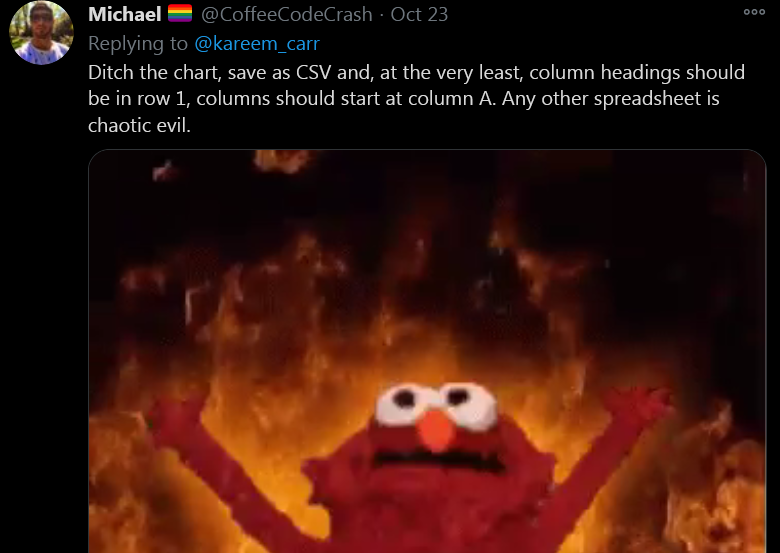 Michael 🏳️‍🌈 @CoffeeCodeCrash · Oct 23
Replying to @kareem_carr
Ditch the chart, save as CSV and, at the very least, column headings should
be in row 1, columns should start at column A. Any other spreadsheet is
chaotic evil.